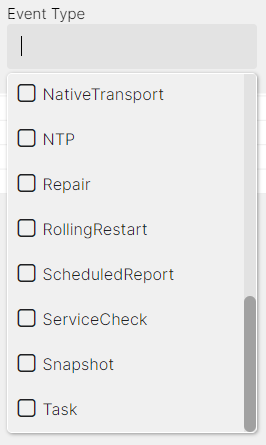 Event Type
NativeTransport
NTP
Repair
RollingRestart
ScheduledReport
ServiceCheck
Snapshot
Task